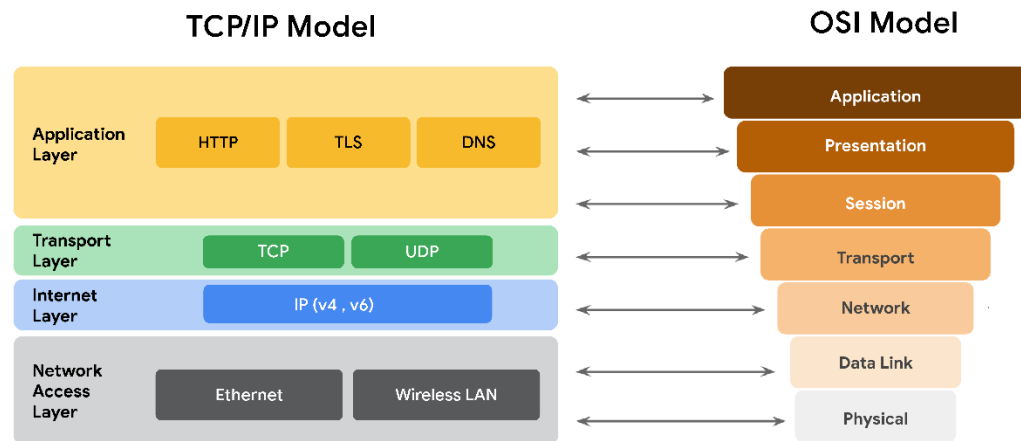 TCP/IP Model
OSI Model
Application
Layer
HTTP
TLS
DNS
Transport
Layer
TCP
UDP
Internet
Layer
IP (v4 , v6)
Network
Access
Layer
Ethernet
Wireless LAN
Application
Presentation
Session
Transport
Network
Data Link
Physical